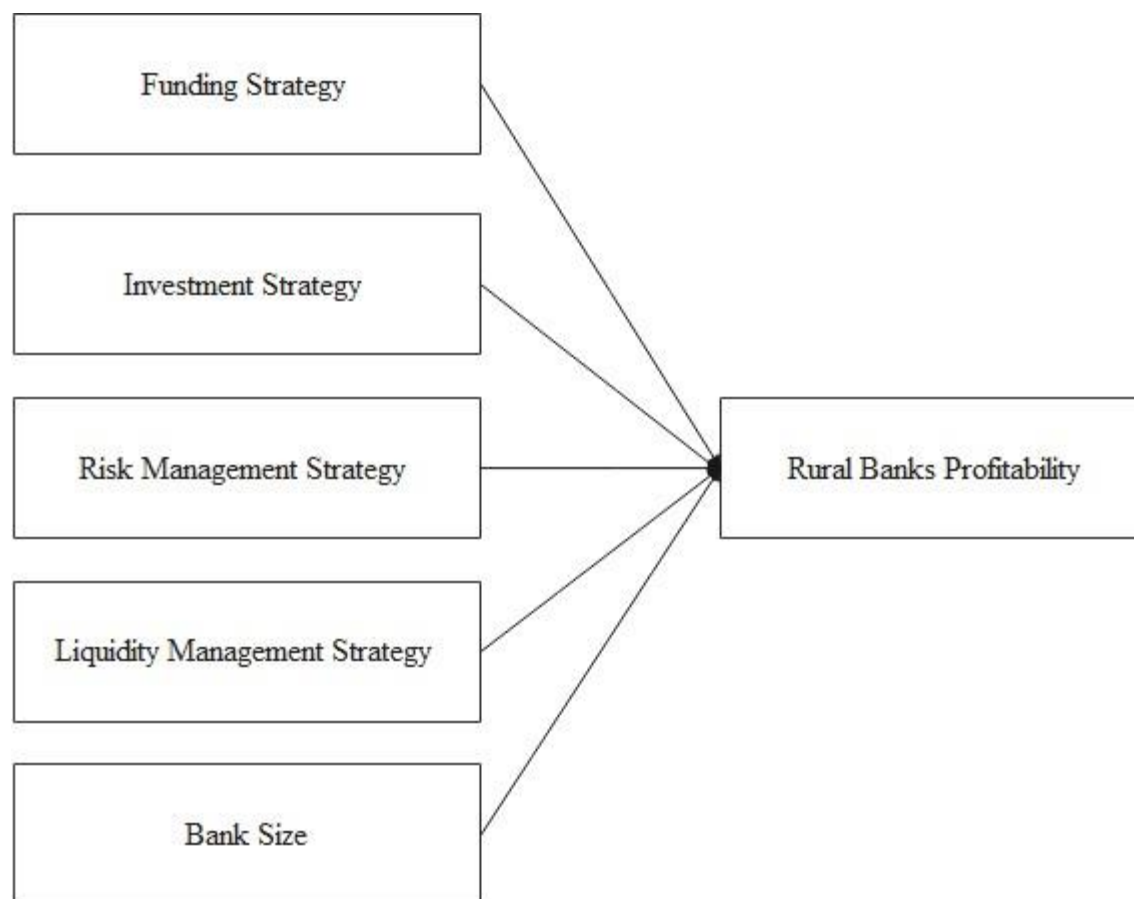 Funding Strategy
Investment Strategy
Risk Management Strategy
Rural Banks Profitability
Liquidity Management Strategy
Bank Size